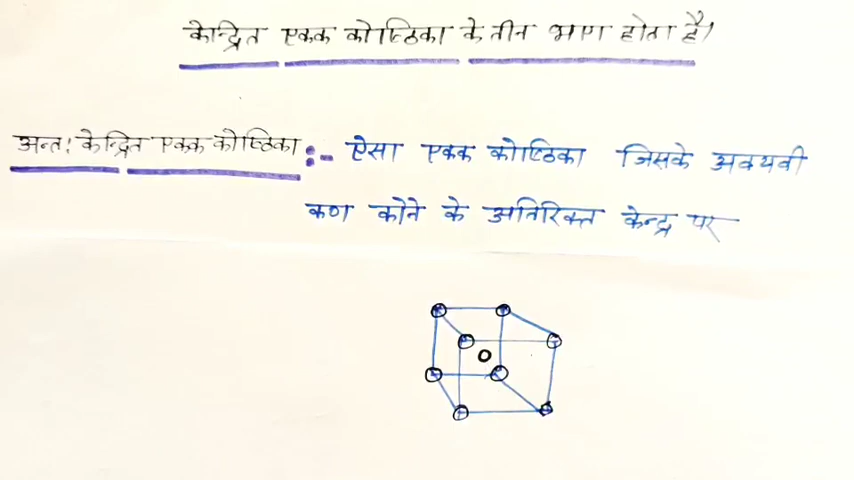 केन्द्रित एकक कोष्ठिका के तीन भाग होता है।
अन्त: केन्द्रित एकक कोष्ठिका :- ऐसा एकक कोष्ठिका जिसके अवयवी
कण कोने के अतिरिक्त केन्द्र पर